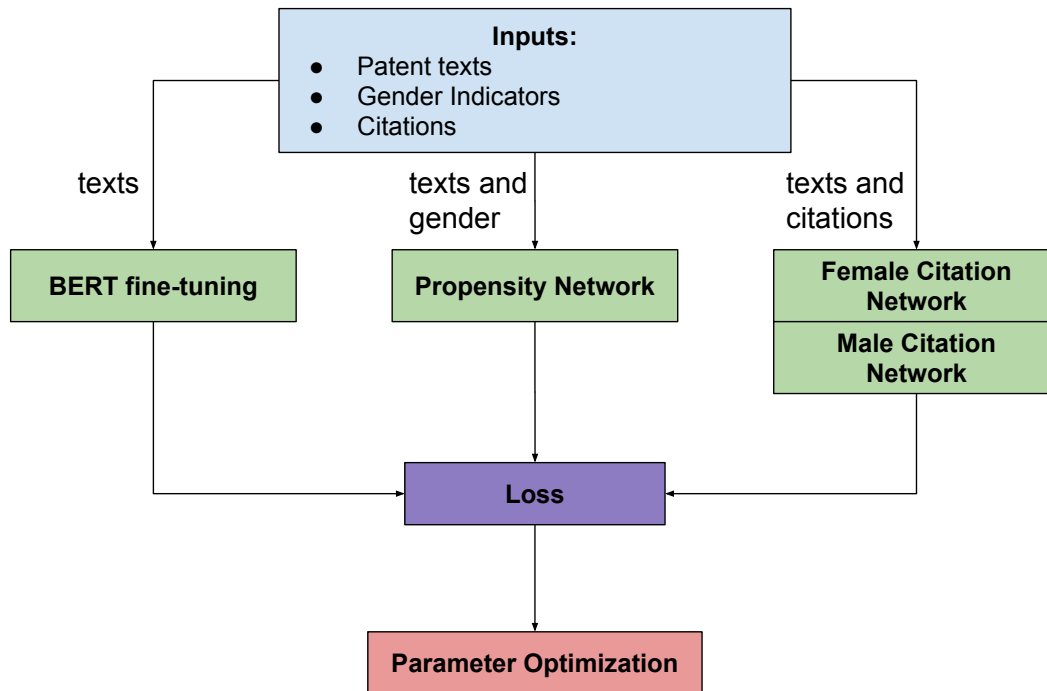 Inputs:
● Patent texts
● Gender Indicators
● Citations
texts
texts and
gender
texts and
citations
BERT fine-tuning
Propensity Network
Female Citation
Network
Male Citation
Network
Loss
Parameter Optimization